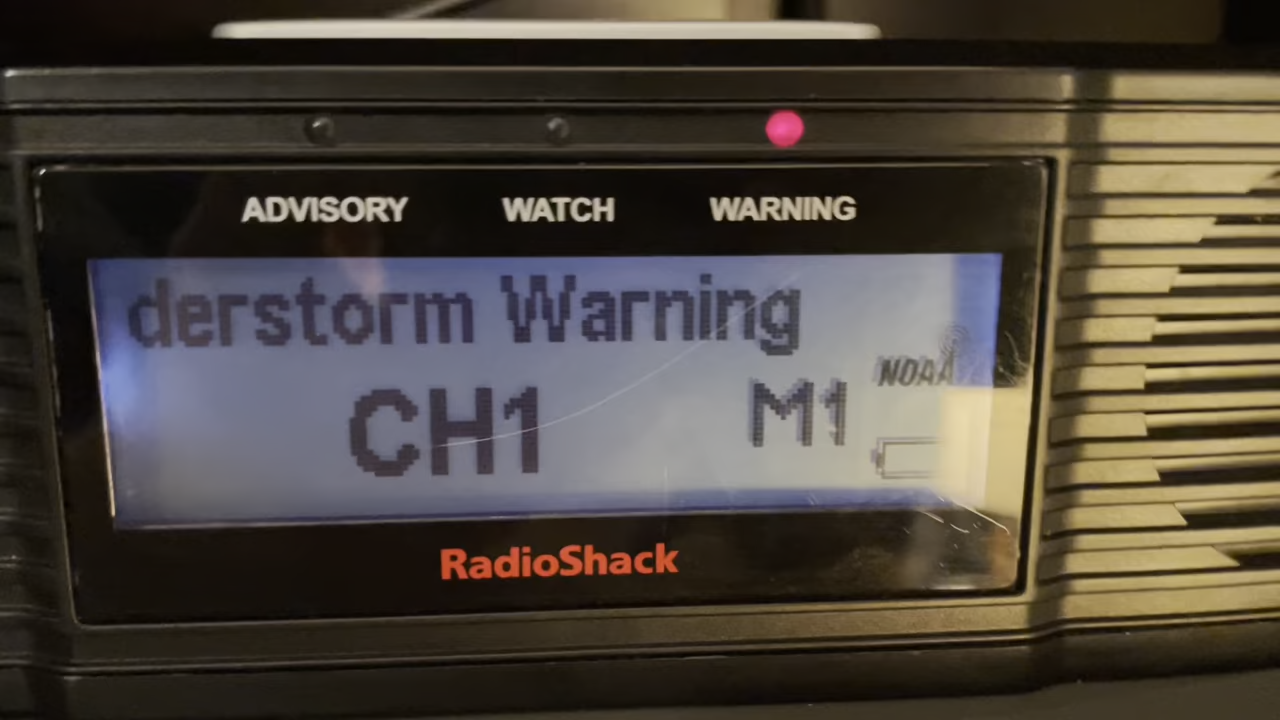 ADVISORY WATCH WARNING
derstorm Warning
NOAA
CH1 M1
RadioShack